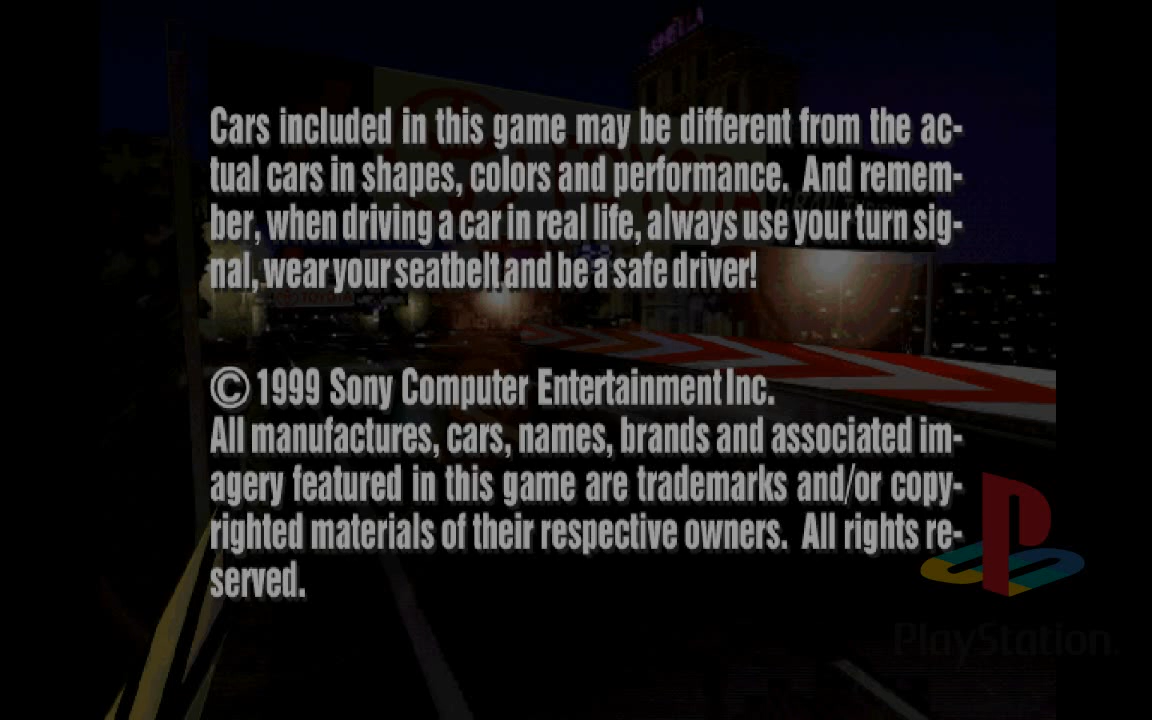 Cars included in this game may be different from the ac-
tual cars in shapes, colors and performance. And remem-
ber, when driving a car in real life, always use your turn sig-
nal, wear your seatbelt and be a safe driver!
© 1999 Sony Computer Entertainment Inc.
All manufactures, cars, names, brands and associated im-
agery featured in this game are trademarks and/or copy-
righted materials of their respective owners. All rights re-
served.
PlayStation.
TOYOTA